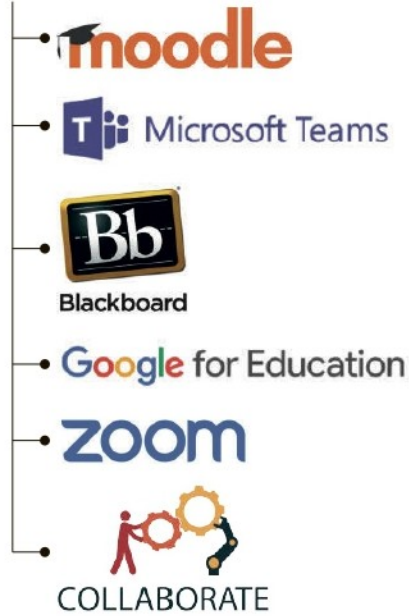 moodle
T Microsoft Teams
Bb
Blackboard
Google for Education
zoom
COLLABORATE